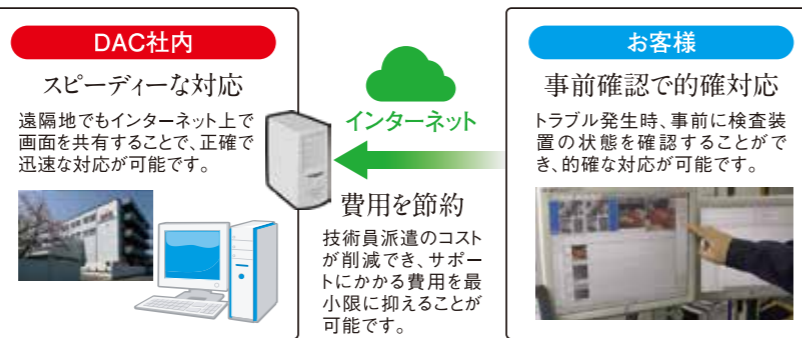 DAC社内
スピーディーな対応
遠隔地でもインターネット上で
画面を共有することで、正確で
迅速な対応が可能です。
インターネット
費用を節約
技術員派遣のコスト
が削減でき、サポー
トにかかる費用を最
小限に抑えることが
可能です。
お客様
事前確認で的確対応
トラブル発生時、事前に検査装
置の状態を確認することがで
き、的確な対応が可能です。